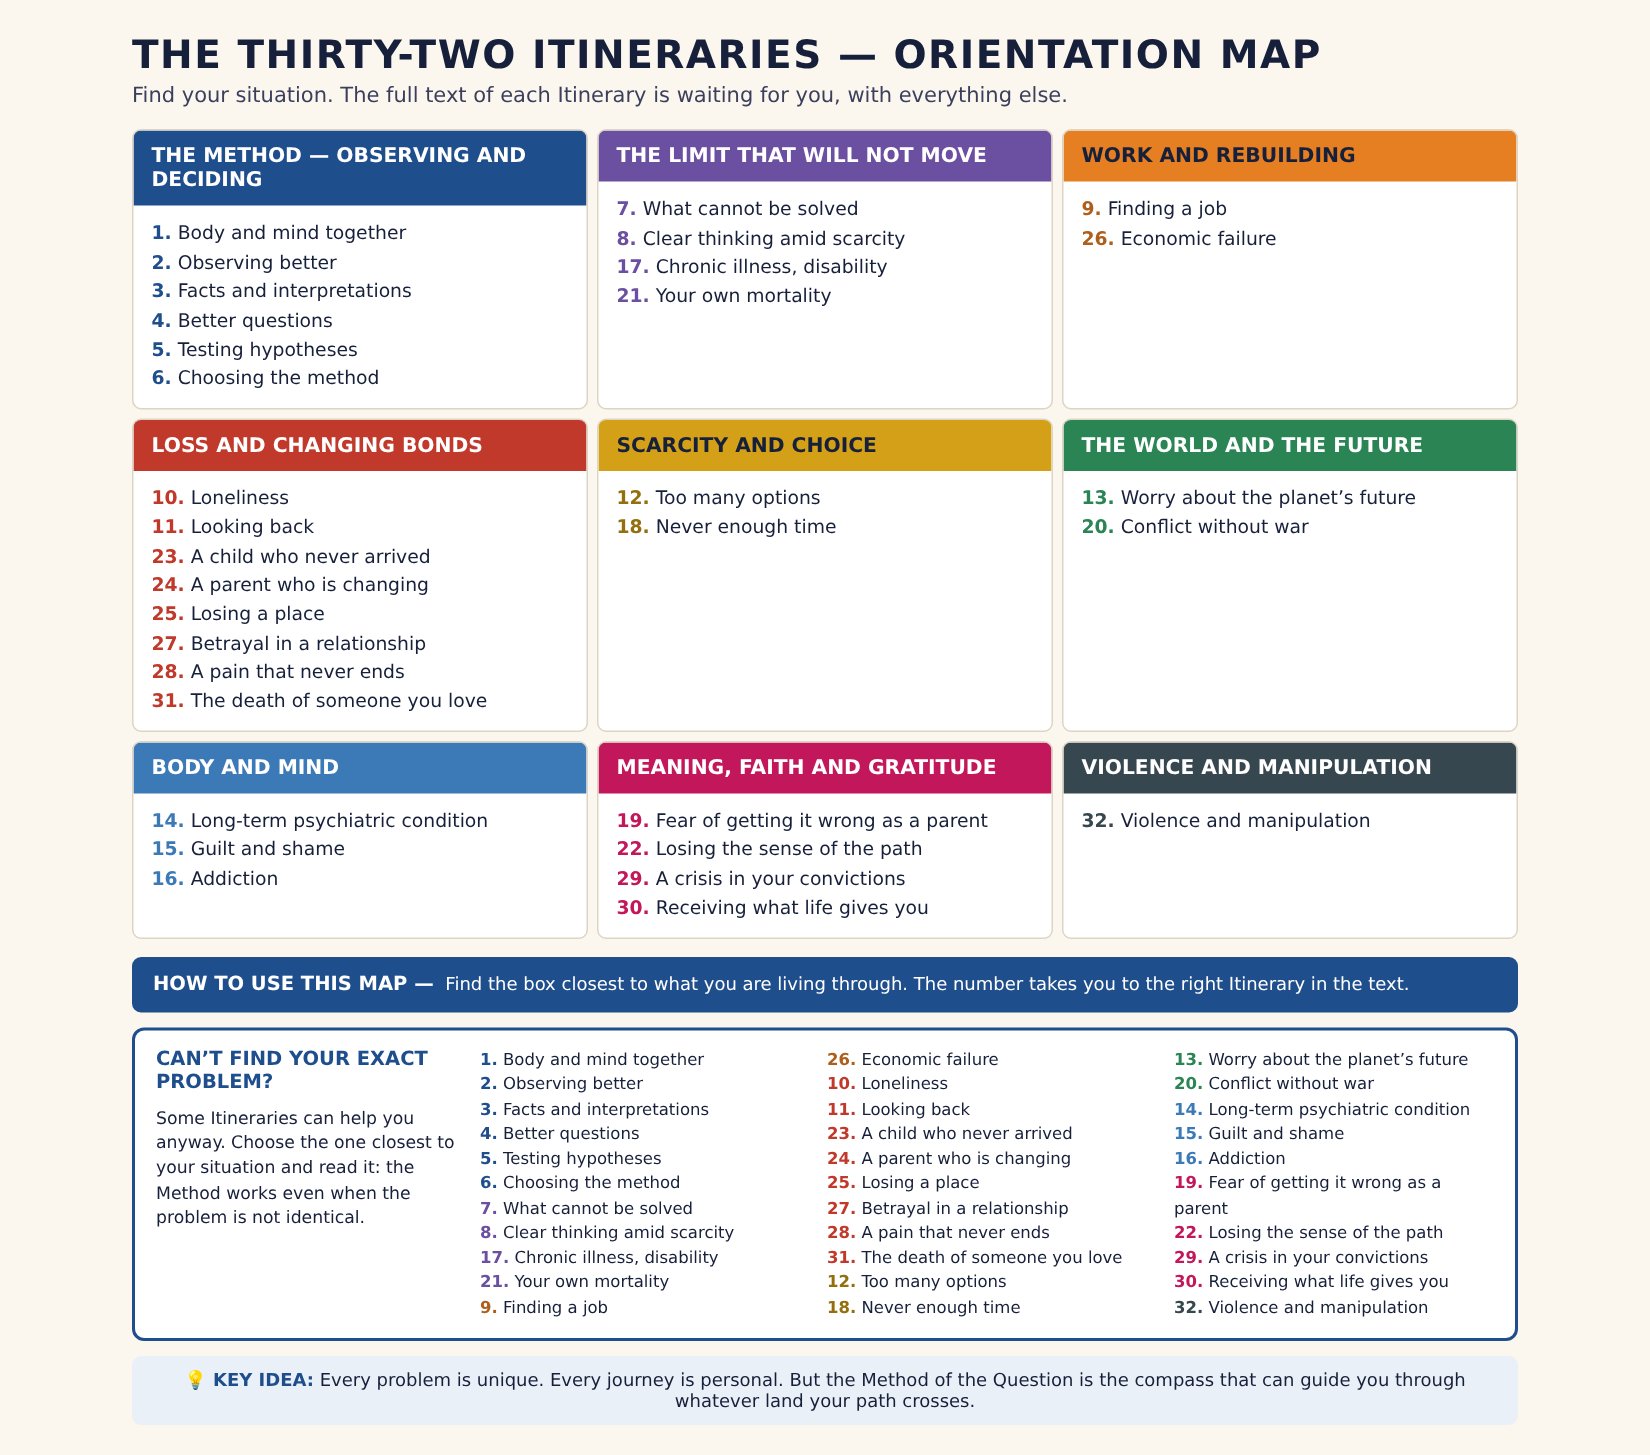 THE THIRTY-TWO ITINERARIES — ORIENTATION MAP
Find your situation. The full text of each Itinerary is waiting for you, with everything else.
THE METHOD — OBSERVING AND
DECIDING
1. Body and mind together
2. Observing better
3. Facts and interpretations
4. Better questions
5. Testing hypotheses
6. Choosing the method
THE LIMIT THAT WILL NOT MOVE
7. What cannot be solved
8. Clear thinking amid scarcity
17. Chronic illness, disability
21. Your own mortality
WORK AND REBUILDING
9. Finding a job
26. Economic failure
LOSS AND CHANGING BONDS
10. Loneliness
11. Looking back
23. A child who never arrived
24. A parent who is changing
25. Losing a place
27. Betrayal in a relationship
28. A pain that never ends
31. The death of someone you love
SCARCITY AND CHOICE
12. Too many options
18. Never enough time
THE WORLD AND THE FUTURE
13. Worry about the planet’s future
20. Conflict without war
BODY AND MIND
14. Long-term psychiatric condition
15. Guilt and shame
16. Addiction
MEANING, FAITH AND GRATITUDE
19. Fear of getting it wrong as a parent
22. Losing the sense of the path
29. A crisis in your convictions
30. Receiving what life gives you
VIOLENCE AND MANIPULATION
32. Violence and manipulation
HOW TO USE THIS MAP — Find the box closest to what you are living through. The number takes you to the right Itinerary in the text.
CAN’T FIND YOUR EXACT
PROBLEM?
Some Itineraries can help you
anyway. Choose the one closest to
your situation and read it: the
Method works even when the
problem is not identical.
1. Body and mind together
2. Observing better
3. Facts and interpretations
4. Better questions
5. Testing hypotheses
6. Choosing the method
7. What cannot be solved
8. Clear thinking amid scarcity
17. Chronic illness, disability
21. Your own mortality
9. Finding a job
26. Economic failure
10. Loneliness
11. Looking back
23. A child who never arrived
24. A parent who is changing
25. Losing a place
27. Betrayal in a relationship
28. A pain that never ends
31. The death of someone you love
12. Too many options
18. Never enough time
13. Worry about the planet’s future
20. Conflict without war
14. Long-term psychiatric condition
15. Guilt and shame
16. Addiction
19. Fear of getting it wrong as a
parent
22. Losing the sense of the path
29. A crisis in your convictions
30. Receiving what life gives you
32. Violence and manipulation
💡 KEY IDEA: Every problem is unique. Every journey is personal. But the Method of the Question is the compass that can guide you through
whatever land your path crosses.